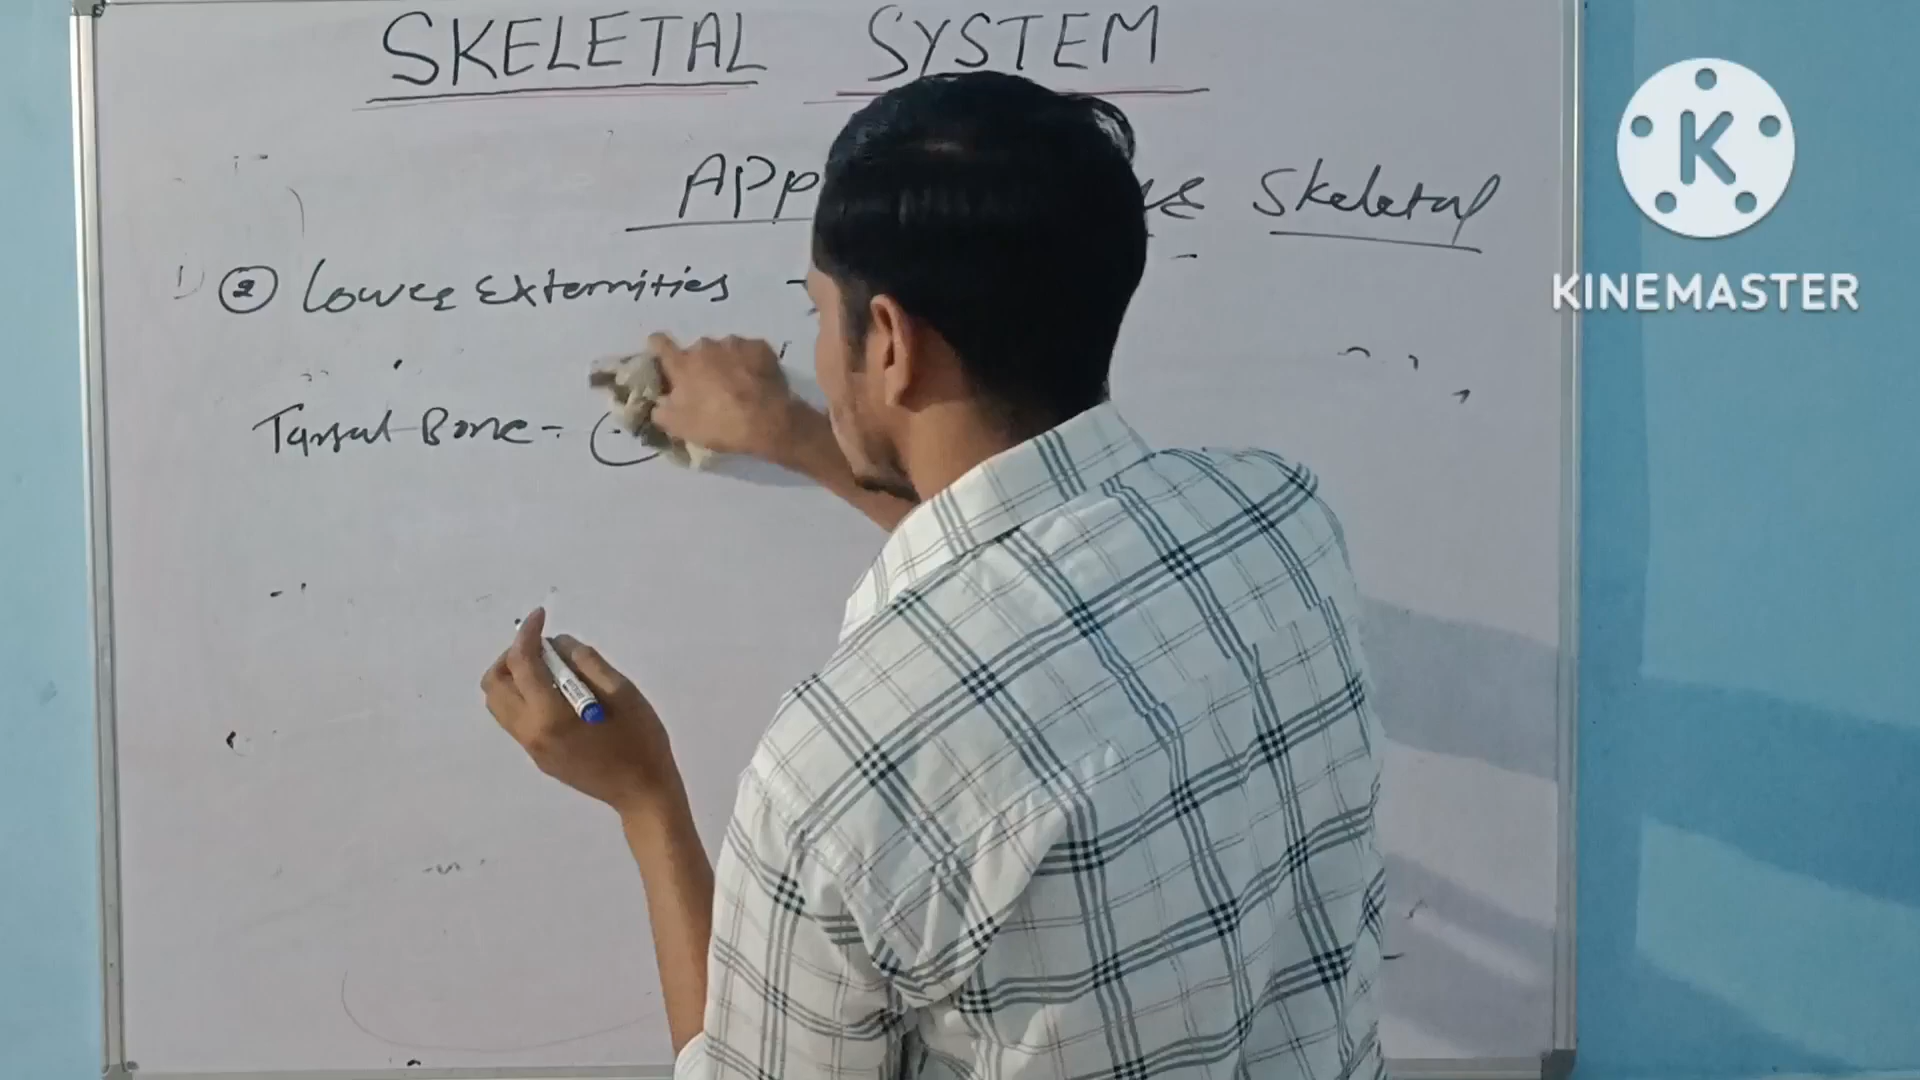 SKELETAL SYSTEM
APP Skeletal
② Lower Extermities -
Tarsal Bone -
K
KINEMASTER